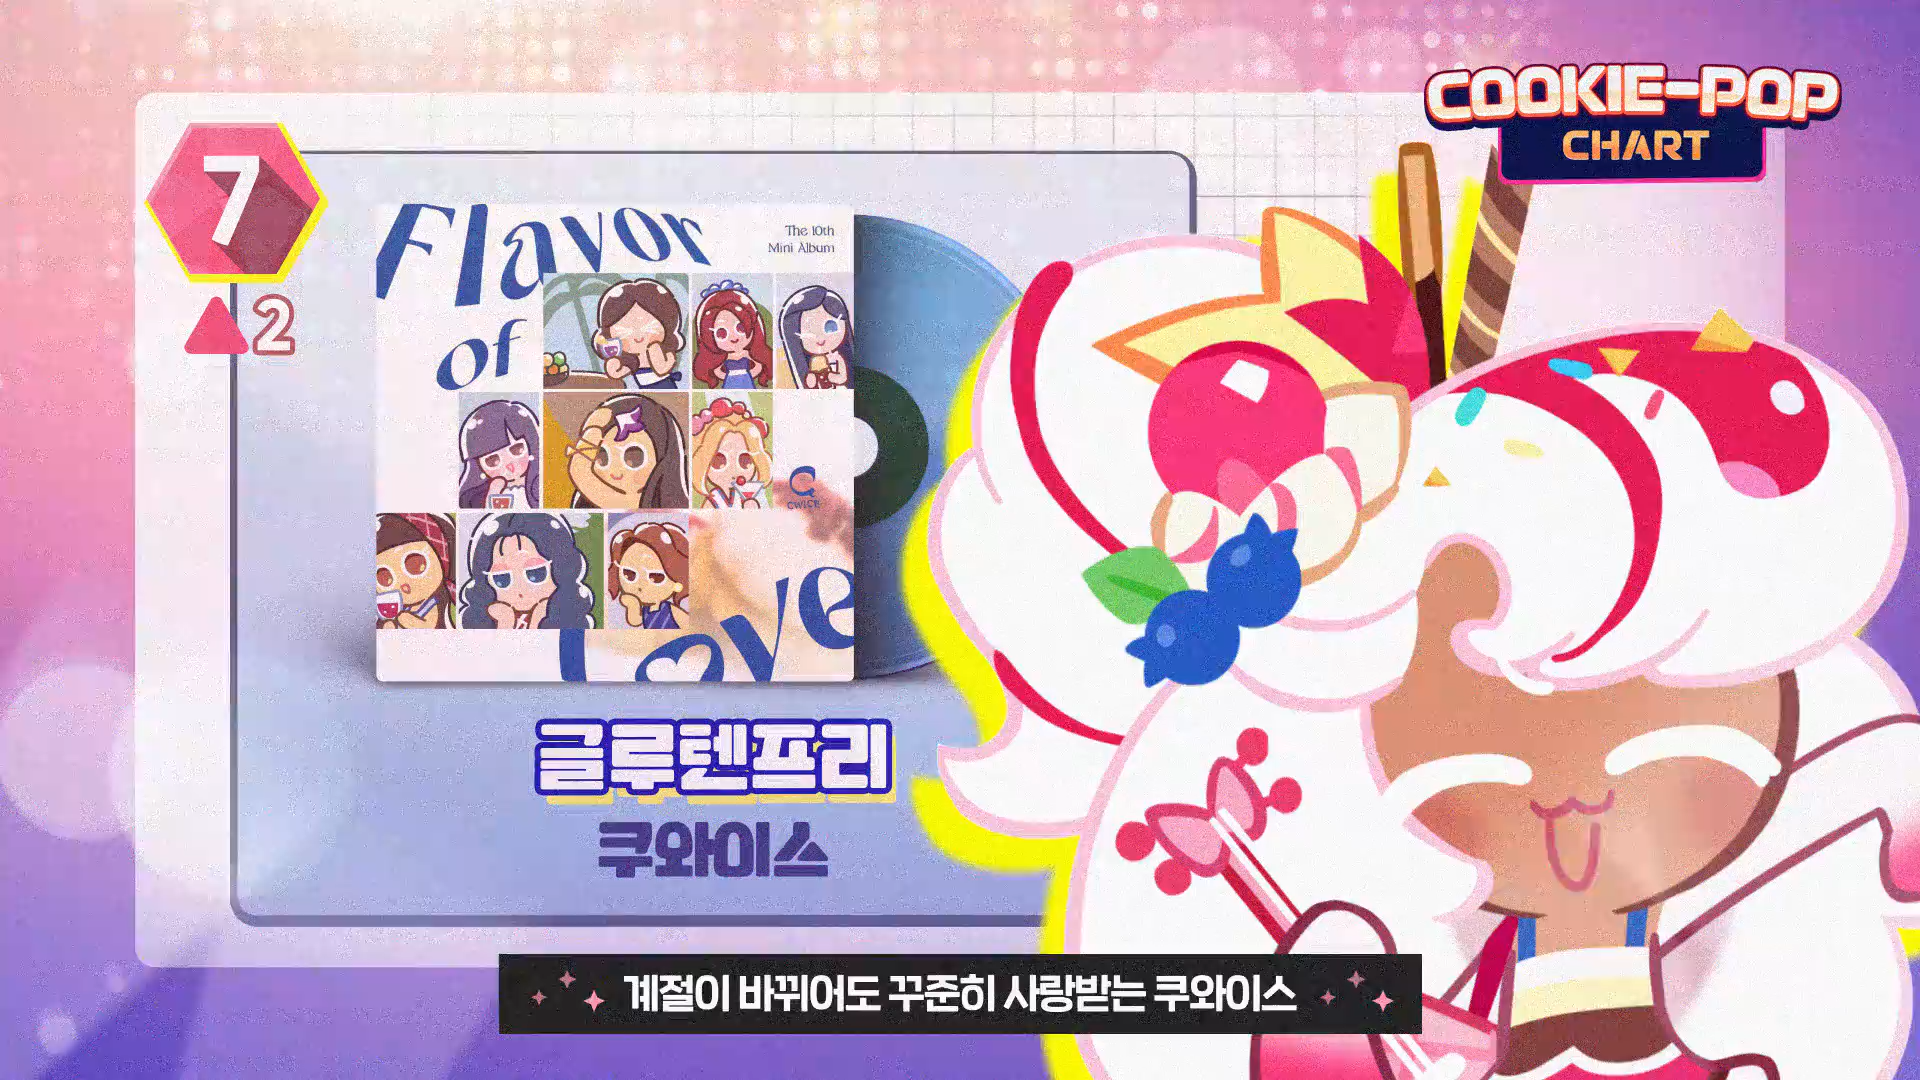 COOKIE-POP
CHART
7
▲2
Flavor
of
Love
The 10th
Mini Album
CWICE
글루텐프리
쿠와이스
계절이 바뀌어도 꾸준히 사랑받는 쿠와이스